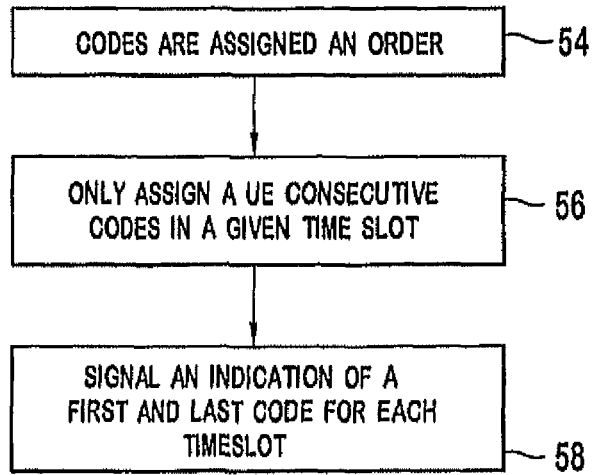 CODES ARE ASSIGNED AN ORDER
54
ONLY ASSIGN A UE CONSECUTIVE
CODES IN A GIVEN TIME SLOT
56
SIGNAL AN INDICATION OF A
FIRST AND LAST CODE FOR EACH
TIMESLOT
58